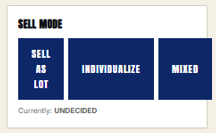 SELL MODE
SELL
AS
LOT
INDIVIDUALIZE
MIXED
Currently: UNDECIDED